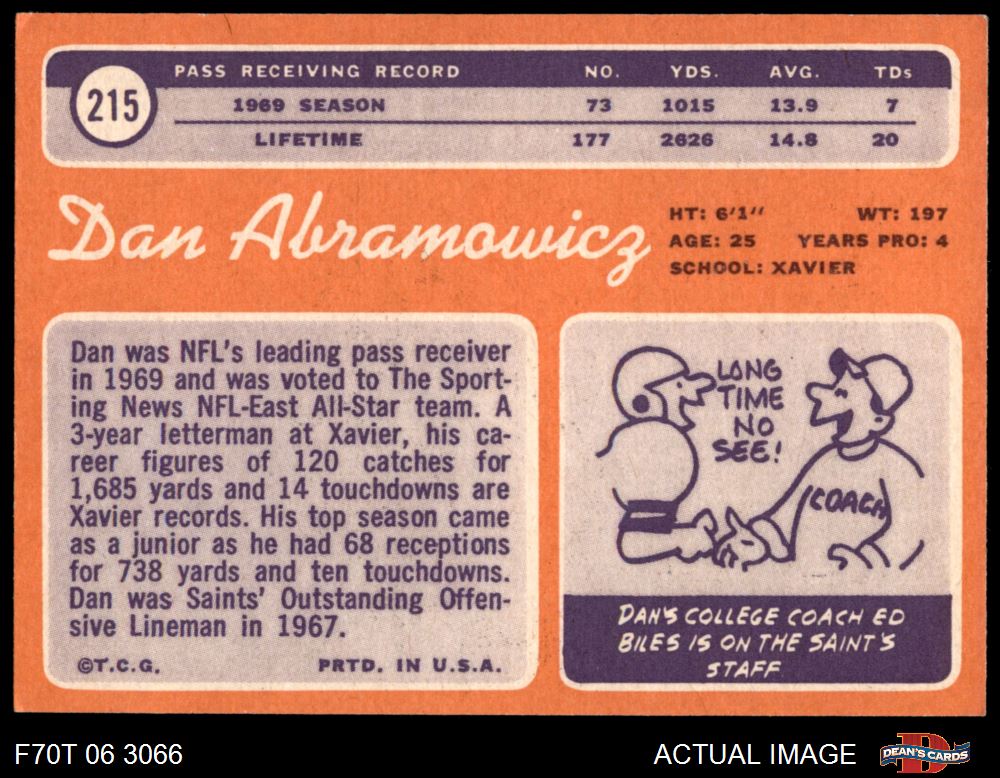 215
PASS RECEIVING RECORD NO. YDS. AVG. TDs
1969 SEASON 73 1015 13.9 7
LIFETIME 177 2626 14.8 20
Dan Abramowicz
HT: 6'1" WT: 197
AGE: 25 YEARS PRO: 4
SCHOOL: XAVIER
Dan was NFL's leading pass receiver
in 1969 and was voted to The Sport-
ing News NFL-East All-Star team. A
3-year letterman at Xavier, his ca-
reer figures of 120 catches for
1,685 yards and 14 touchdowns are
Xavier records. His top season came
as a junior as he had 68 receptions
for 738 yards and ten touchdowns.
Dan was Saints' Outstanding Offen-
sive Lineman in 1967.
©T.C.G. PRTD. IN U.S.A.
LONG
TIME
NO
SEE!
COACH
DAN'S COLLEGE COACH ED
BILES IS ON THE SAINT'S
STAFF
F70T 06 3066
ACTUAL IMAGE
DEAN'S CARDS